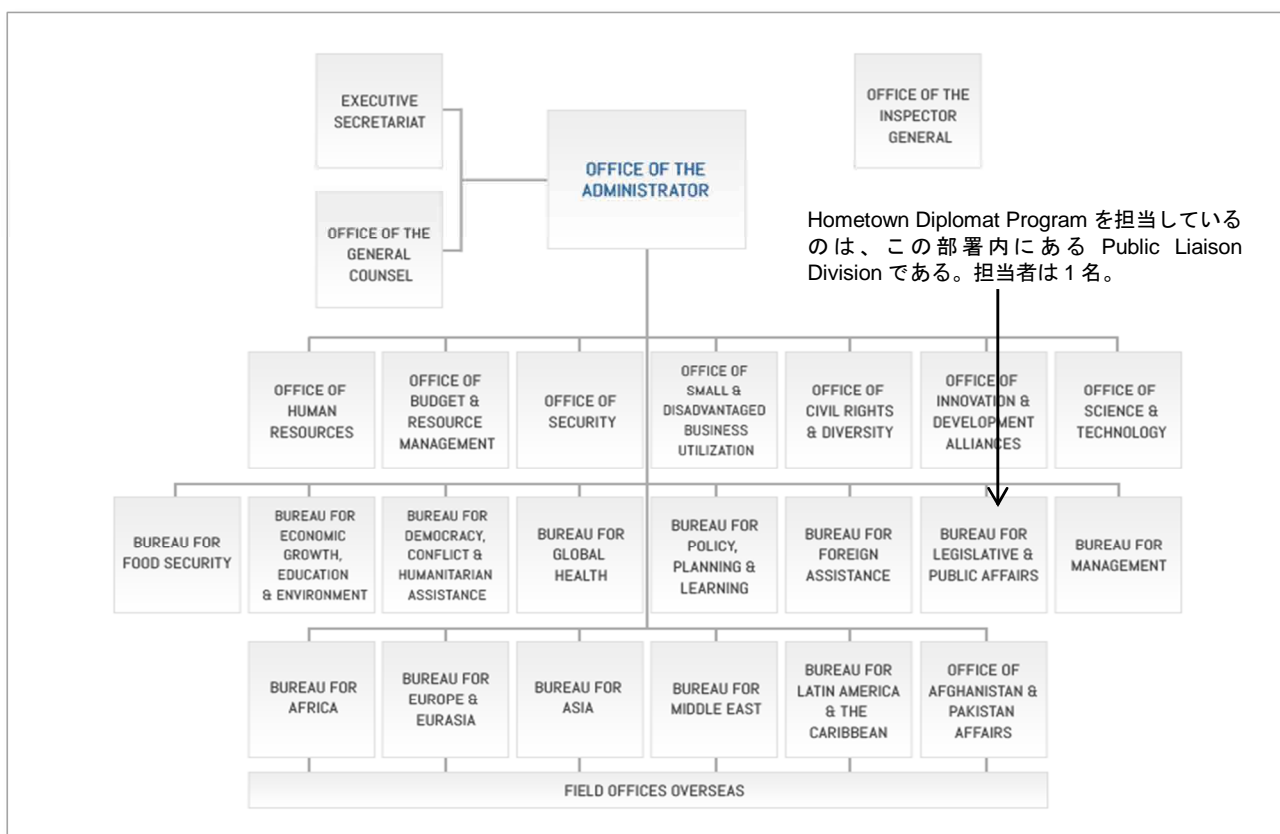 EXECUTIVE
SECRETARIAT
OFFICE OF THE
INSPECTOR
GENERAL
OFFICE OF THE
ADMINISTRATOR
OFFICE OF THE
GENERAL
COUNSEL
Hometown Diplomat Program を担当している
のは、この部署内にある Public Liaison
Division である。担当者は 1 名。
OFFICE OF
HUMAN
RESOURCES
OFFICE OF
BUDGET &
RESOURCE
MANAGEMENT
OFFICE OF
SECURITY
OFFICE OF
SMALL &
DISADVANTAGED
BUSINESS
UTILIZATION
OFFICE OF
CIVIL RIGHTS
& DIVERSITY
OFFICE OF
INNOVATION &
DEVELOPMENT
ALLIANCES
OFFICE OF
SCIENCE &
TECHNOLOGY
BUREAU FOR
FOOD SECURITY
BUREAU FOR
ECONOMIC
GROWTH,
EDUCATION
& ENVIRONMENT
BUREAU FOR
DEMOCRACY,
CONFLICT &
HUMANITARIAN
ASSISTANCE
BUREAU FOR
GLOBAL
HEALTH
BUREAU FOR
POLICY,
PLANNING &
LEARNING
BUREAU FOR
FOREIGN
ASSISTANCE
BUREAU FOR
LEGISLATIVE &
PUBLIC AFFAIRS
BUREAU FOR
MANAGEMENT
BUREAU FOR
AFRICA
BUREAU FOR
EUROPE &
EURASIA
BUREAU FOR
ASIA
BUREAU FOR
MIDDLE EAST
BUREAU FOR
LATIN AMERICA
& THE
CARIBBEAN
OFFICE OF
AFGHANISTAN &
PAKISTAN
AFFAIRS
FIELD OFFICES OVERSEAS